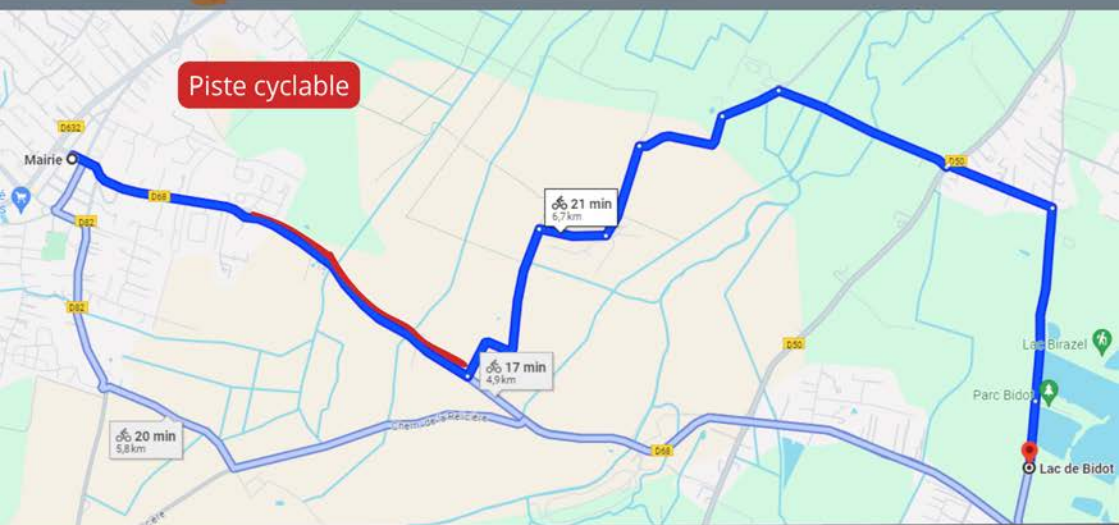 Piste cyclable
D632
Mairie
D68
D82
21 min
6,7 km
D50
D82
D50
Lac Birazel
17 min
4,9 km
Parc Bidot
20 min
5,8 km
D68
Lac de Bidot